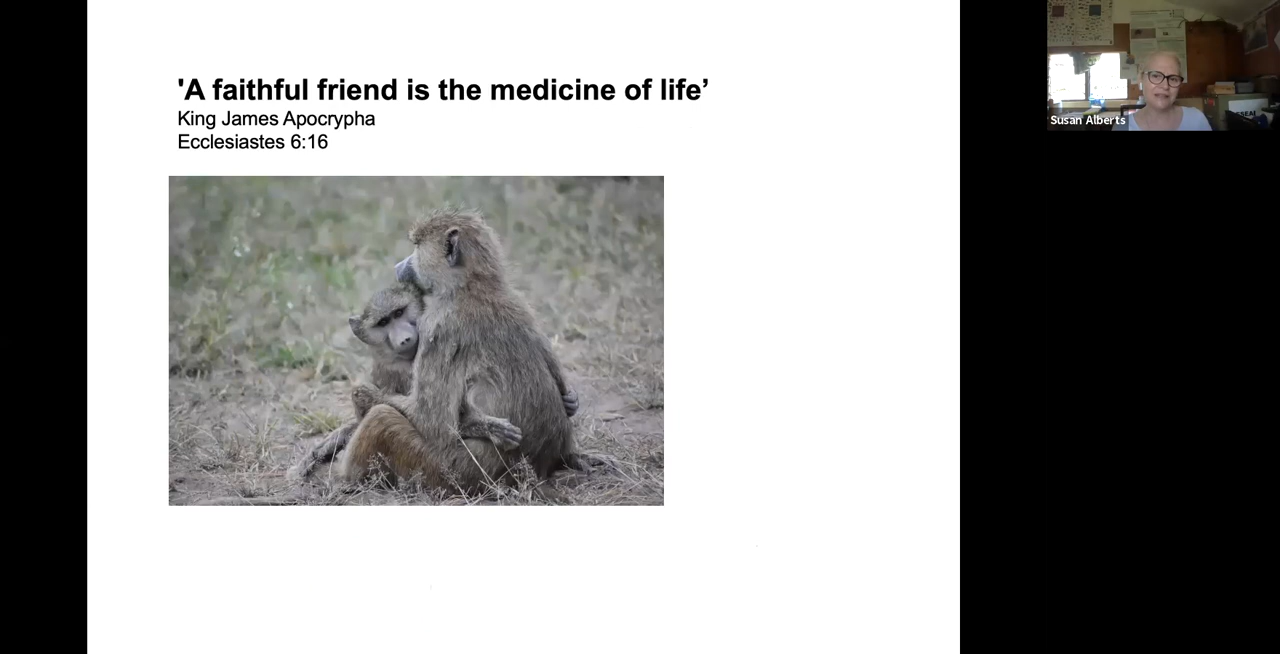 'A faithful friend is the medicine of life’
King James Apocrypha
Ecclesiastes 6:16
Susan Alberts